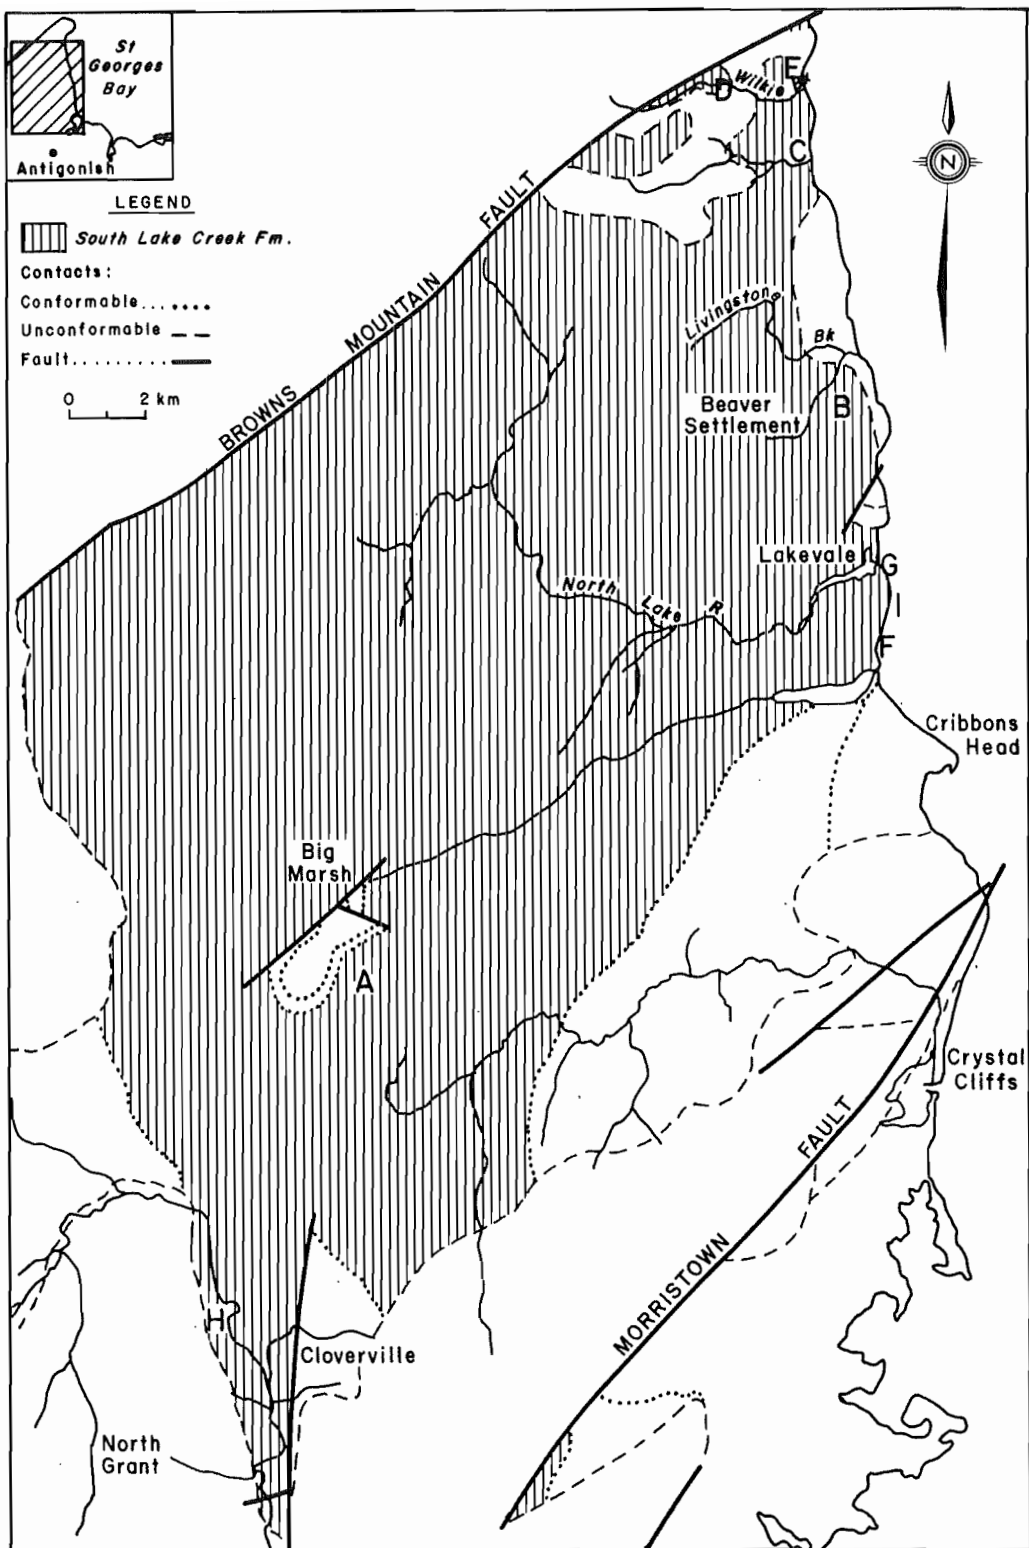 St
Georges
Bay
Antigonish
LEGEND
South Lake Creek Fm.
Contacts:
Conformable... ....
Unconformable _ _
Fault.........
0 2 km
N
BROWNS MOUNTAIN FAULT
Wilkie
E
D
C
Livingstone
Bk
Beaver
Settlement
B
Lakevale
G
North Lake R
I
F
Cribbons
Head
Big
Marsh
A
Crystal
Cliffs
MORRISTOWN FAULT
H
Cloverville
North
Grant